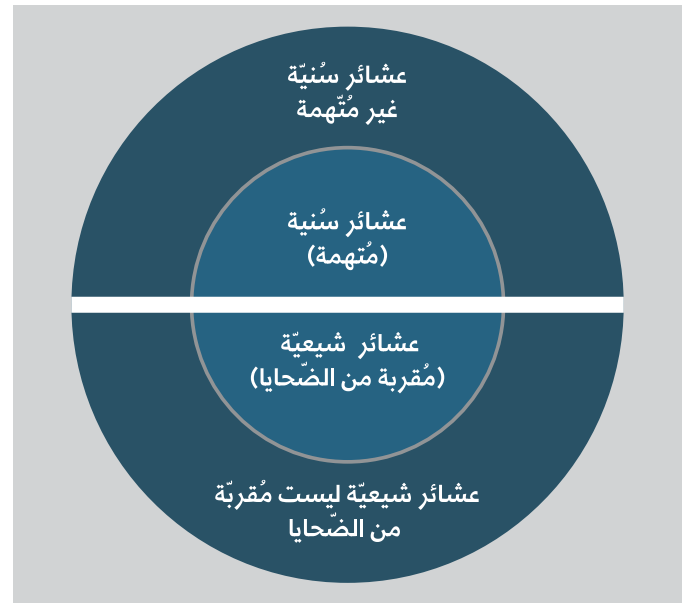 عشائر سُنيّة
غير مُتّهمة
عشائر سُنية
(مُتهمة)
عشائر شيعيّة
(مُقربة من الضّحايا)
عشائر شيعيّة ليست مُقربّة
من الضّحايا